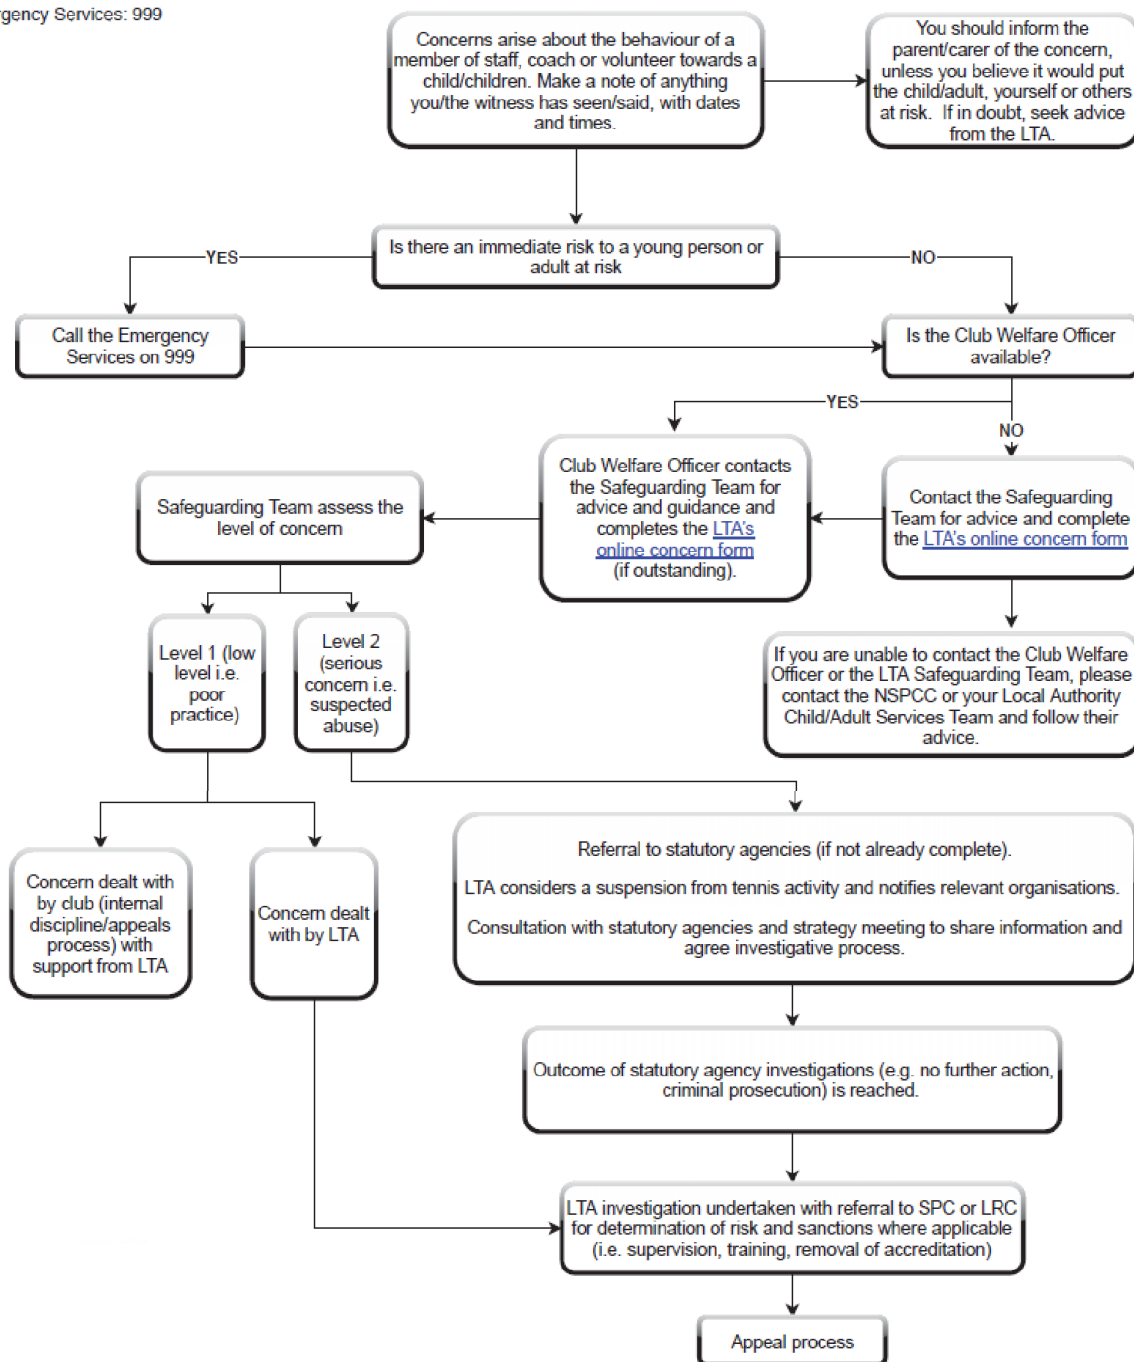 rgency Services: 999
Concerns arise about the behaviour of a
member of staff, coach or volunteer towards a
child/children. Make a note of anything
you/the witness has seen/said, with dates
and times.
You should inform the
parent/carer of the concern,
unless you believe it would put
the child/adult, yourself or others
at risk. If in doubt, seek advice
from the LTA.
Is there an immediate risk to a young person or
adult at risk
YES
NO
Call the Emergency
Services on 999
Is the Club Welfare Officer
available?
YES
NO
Club Welfare Officer contacts
the Safeguarding Team for
advice and guidance and
completes the LTA's
online concern form
(if outstanding).
Contact the Safeguarding
Team for advice and complete
the LTA's online concern form
Safeguarding Team assess the
level of concern
Level 1 (low
level i.e.
poor
practice)
Level 2
(serious
concern i.e.
suspected
abuse)
If you are unable to contact the Club Welfare
Officer or the LTA Safeguarding Team, please
contact the NSPCC or your Local Authority
Child/Adult Services Team and follow their
advice.
Concern dealt with
by club (internal
discipline/appeals
process) with
support from LTA
Concern dealt
with by LTA
Referral to statutory agencies (if not already complete).
LTA considers a suspension from tennis activity and notifies relevant organisations.
Consultation with statutory agencies and strategy meeting to share information and
agree investigative process.
Outcome of statutory agency investigations (e.g. no further action,
criminal prosecution) is reached.
LTA investigation undertaken with referral to SPC or LRC
for determination of risk and sanctions where applicable
(i.e. supervision, training, removal of accreditation)
Appeal process